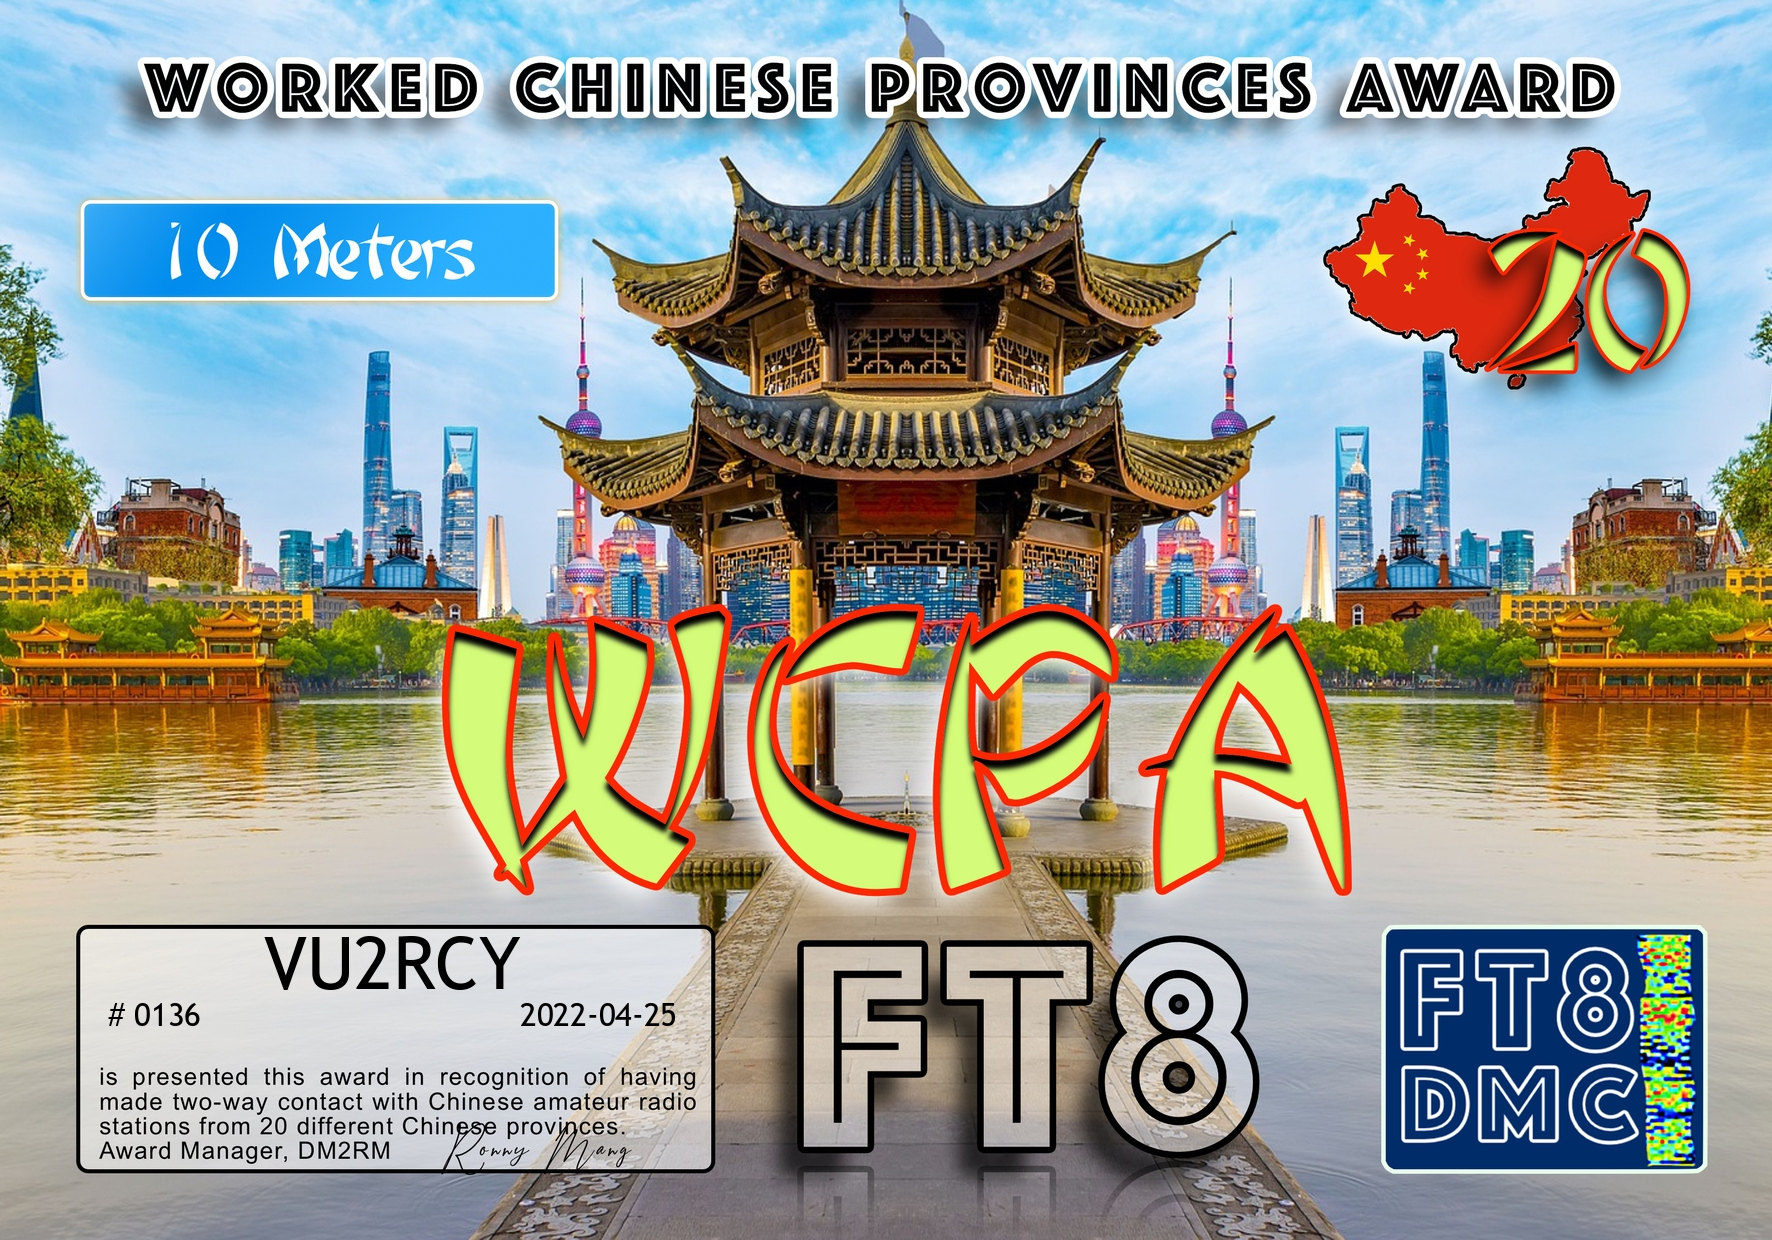 WORKED CHINESE PROVINCES AWARD
10 Meters
20
WCPA
VU2RCY
# 0136 2022-04-25
is presented this award in recognition of having
made two-way contact with Chinese amateur radio
stations from 20 different Chinese provinces.
Award Manager, DM2RM Ronny Mang
FT8
FT8
DMC